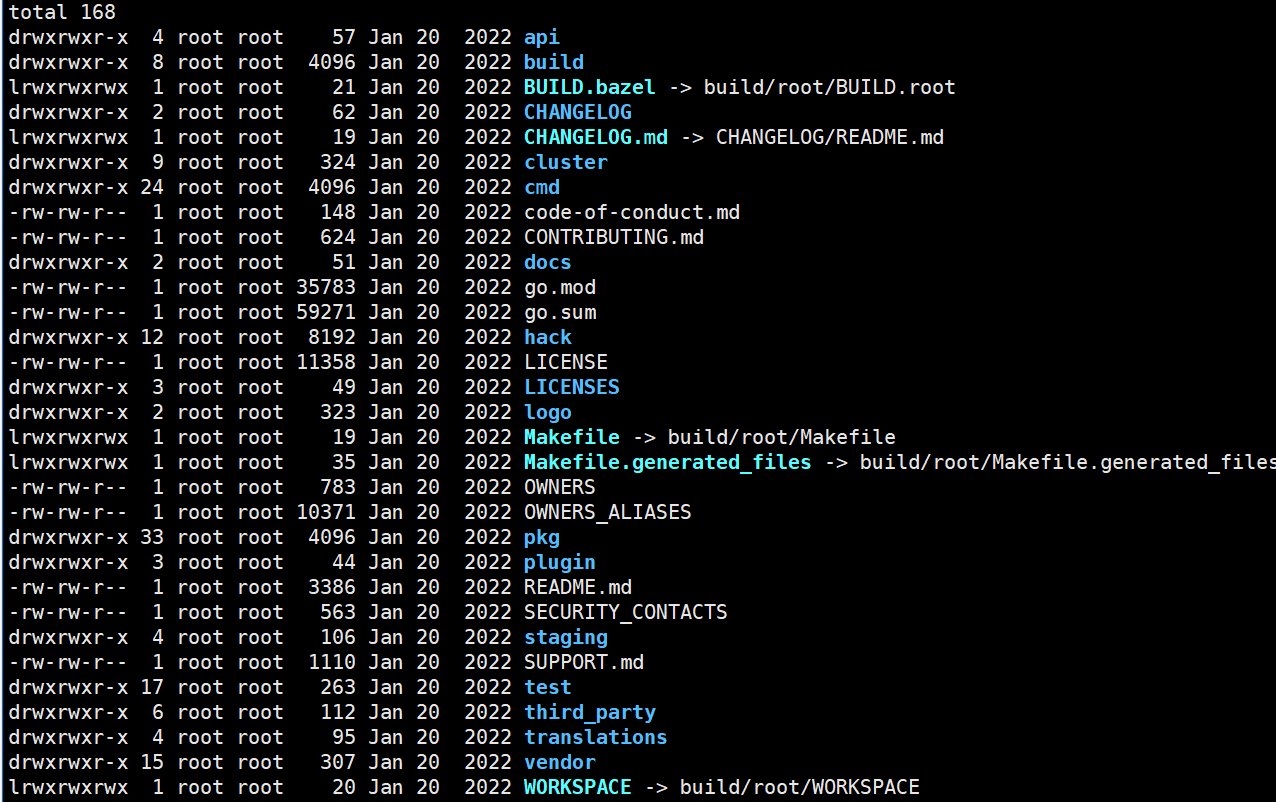 total 168
drwxrwxr-x  4 root root    57 Jan 20  2022 api
drwxrwxr-x  8 root root  4096 Jan 20  2022 build
lrwxrwxrwx  1 root root    21 Jan 20  2022 BUILD.bazel -> build/root/BUILD.root
drwxrwxr-x  2 root root    62 Jan 20  2022 CHANGELOG
lrwxrwxrwx  1 root root    19 Jan 20  2022 CHANGELOG.md -> CHANGELOG/README.md
drwxrwxr-x  9 root root   324 Jan 20  2022 cluster
drwxrwxr-x 24 root root  4096 Jan 20  2022 cmd
-rw-rw-r--  1 root root   148 Jan 20  2022 code-of-conduct.md
-rw-rw-r--  1 root root   624 Jan 20  2022 CONTRIBUTING.md
drwxrwxr-x  2 root root    51 Jan 20  2022 docs
-rw-rw-r--  1 root root 35783 Jan 20  2022 go.mod
-rw-rw-r--  1 root root 59271 Jan 20  2022 go.sum
drwxrwxr-x 12 root root  8192 Jan 20  2022 hack
-rw-rw-r--  1 root root 11358 Jan 20  2022 LICENSE
drwxrwxr-x  3 root root    49 Jan 20  2022 LICENSES
drwxrwxr-x  2 root root   323 Jan 20  2022 logo
lrwxrwxrwx  1 root root    19 Jan 20  2022 Makefile -> build/root/Makefile
lrwxrwxrwx  1 root root    35 Jan 20  2022 Makefile.generated_files -> build/root/Makefile.generated_files
-rw-rw-r--  1 root root   783 Jan 20  2022 OWNERS
-rw-rw-r--  1 root root 10371 Jan 20  2022 OWNERS_ALIASES
drwxrwxr-x 33 root root  4096 Jan 20  2022 pkg
drwxrwxr-x  3 root root    44 Jan 20  2022 plugin
-rw-rw-r--  1 root root  3386 Jan 20  2022 README.md
-rw-rw-r--  1 root root   563 Jan 20  2022 SECURITY_CONTACTS
drwxrwxr-x  4 root root   106 Jan 20  2022 staging
-rw-rw-r--  1 root root  1110 Jan 20  2022 SUPPORT.md
drwxrwxr-x 17 root root   263 Jan 20  2022 test
drwxrwxr-x  6 root root   112 Jan 20  2022 third_party
drwxrwxr-x  4 root root    95 Jan 20  2022 translations
drwxrwxr-x 15 root root   307 Jan 20  2022 vendor
lrwxrwxrwx  1 root root    20 Jan 20  2022 WORKSPACE -> build/root/WORKSPACE